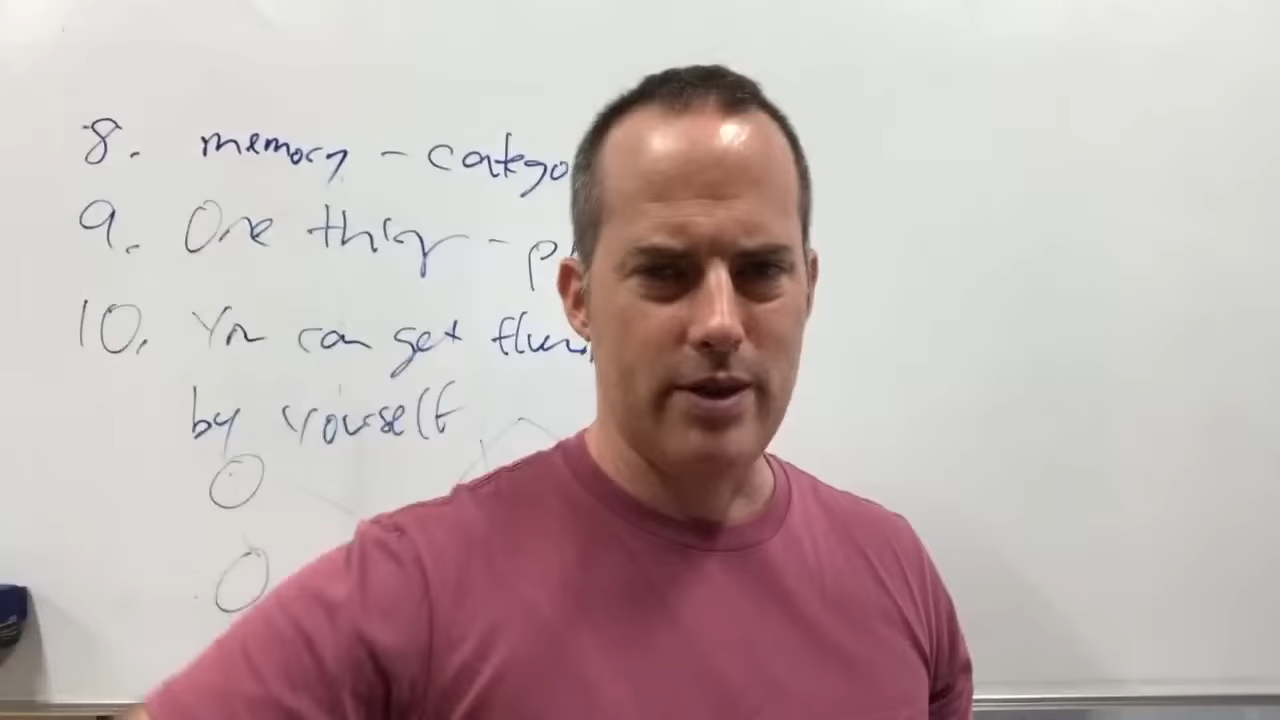 8. memory - catego
9. One thing - p
10. You can get fluen
by yourself